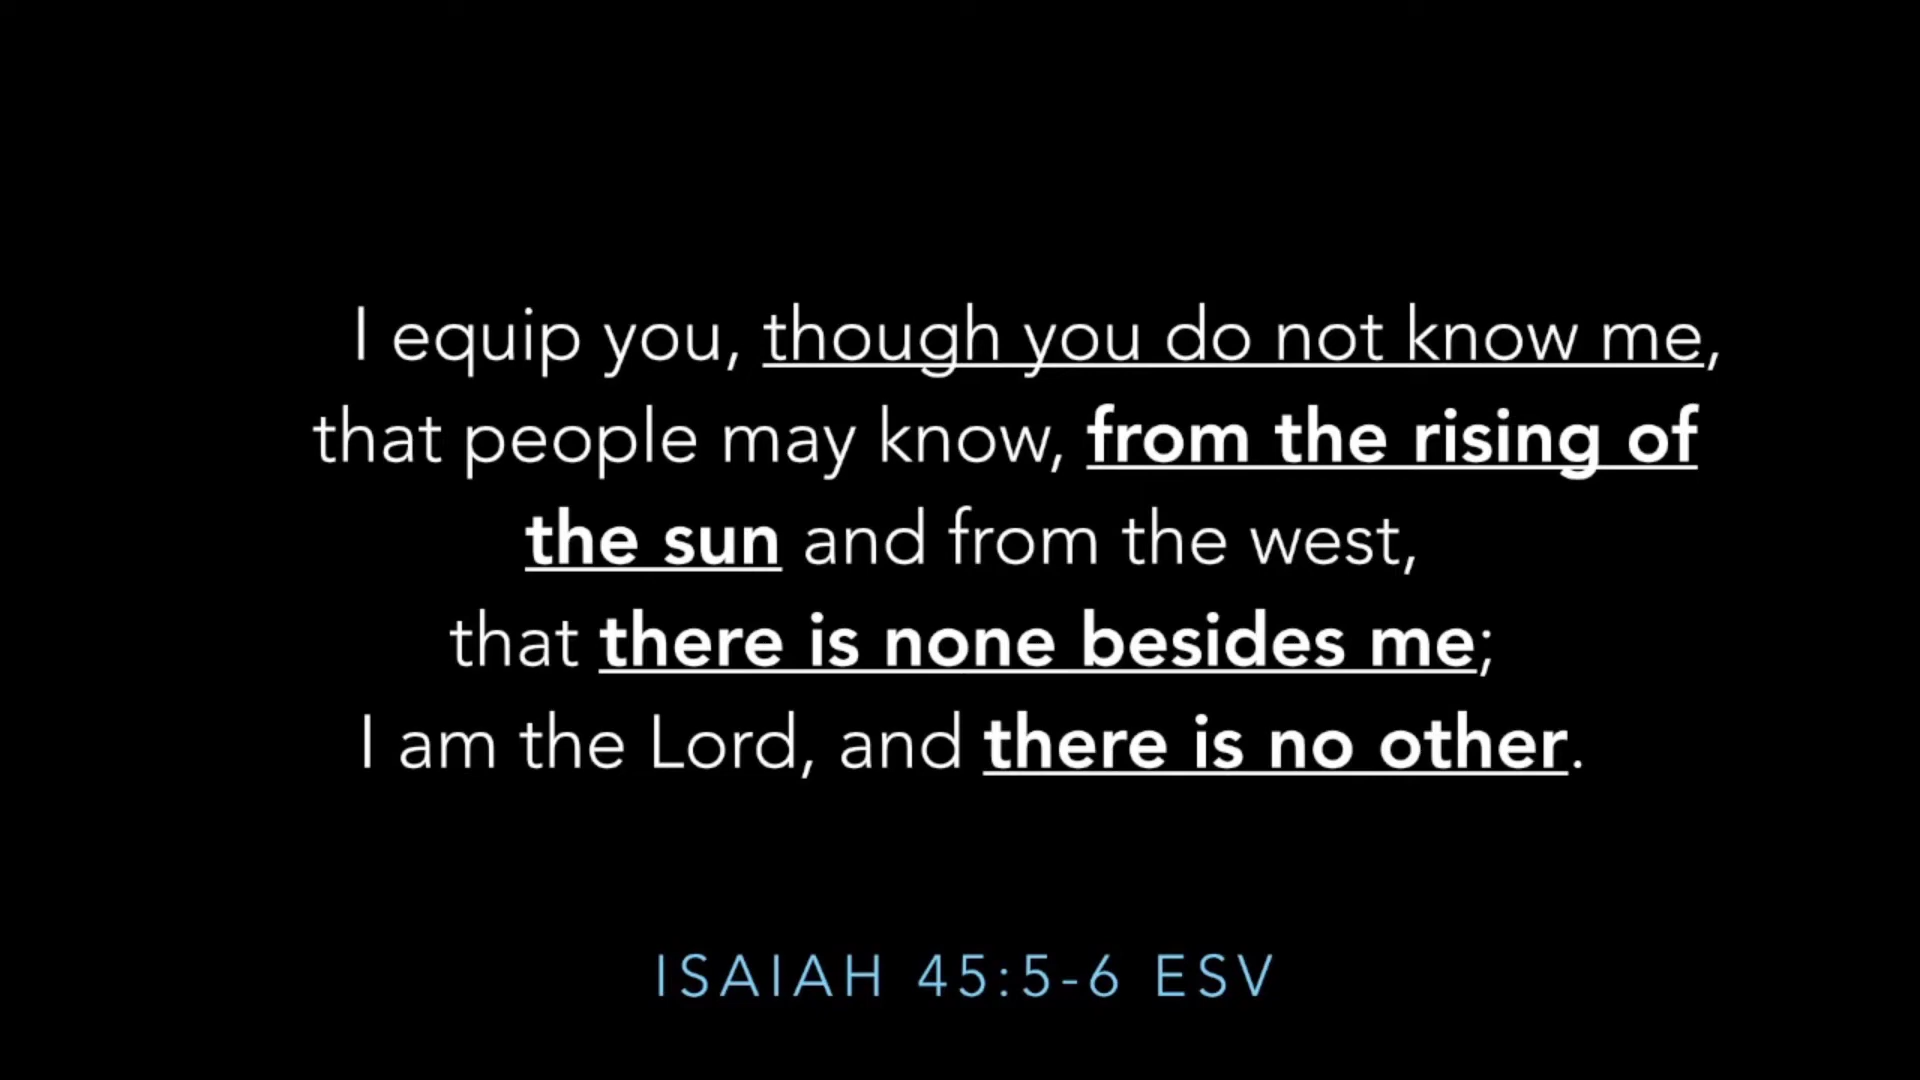 I equip you, though you do not know me,
that people may know, from the rising of
the sun and from the west,
that there is none besides me;
I am the Lord, and there is no other.
ISAIAH 45:5-6 ESV